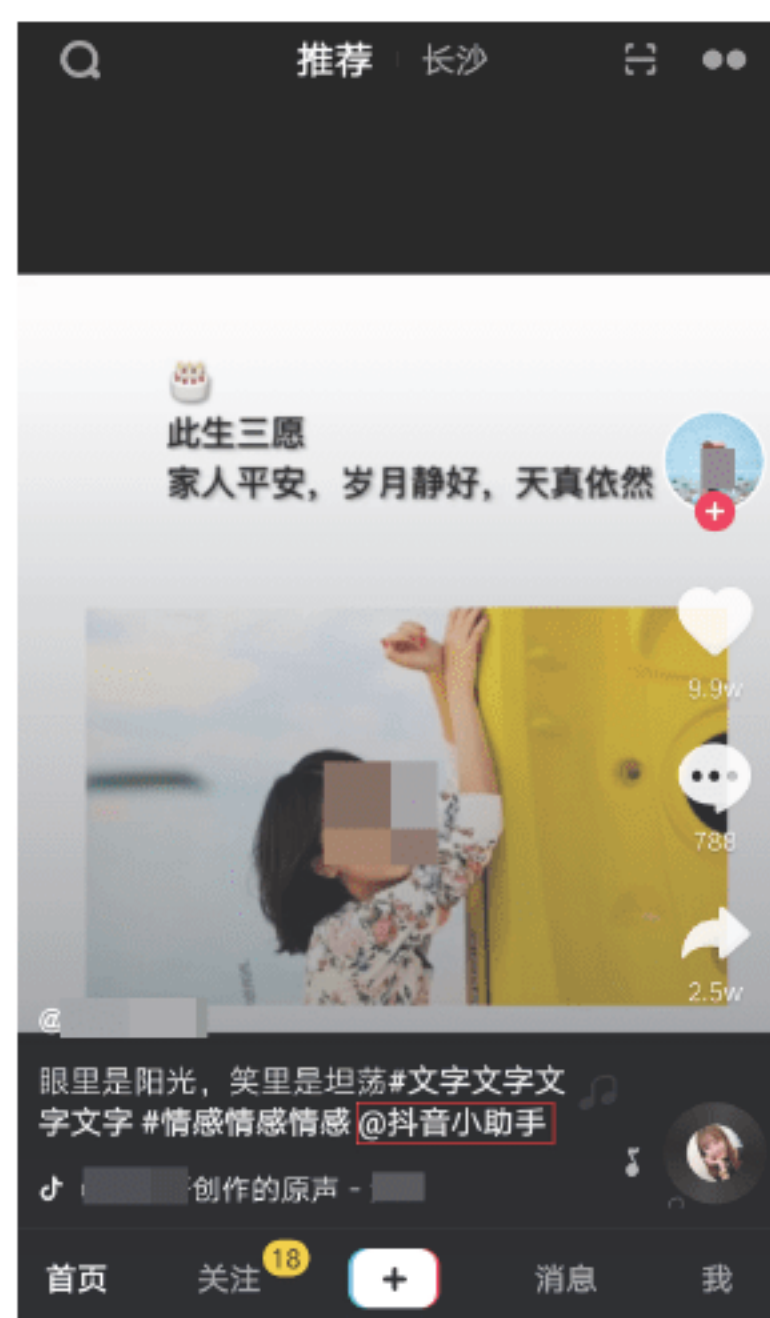 推荐 长沙
此生三愿
家人平安，岁月静好，天真依然
9.9w
788
2.5w
@
眼里是阳光，笑里是坦荡#文字文字文
字文字 #情感情感情感 @抖音小助手
创作的原声 -
首页 关注 18 消息 我